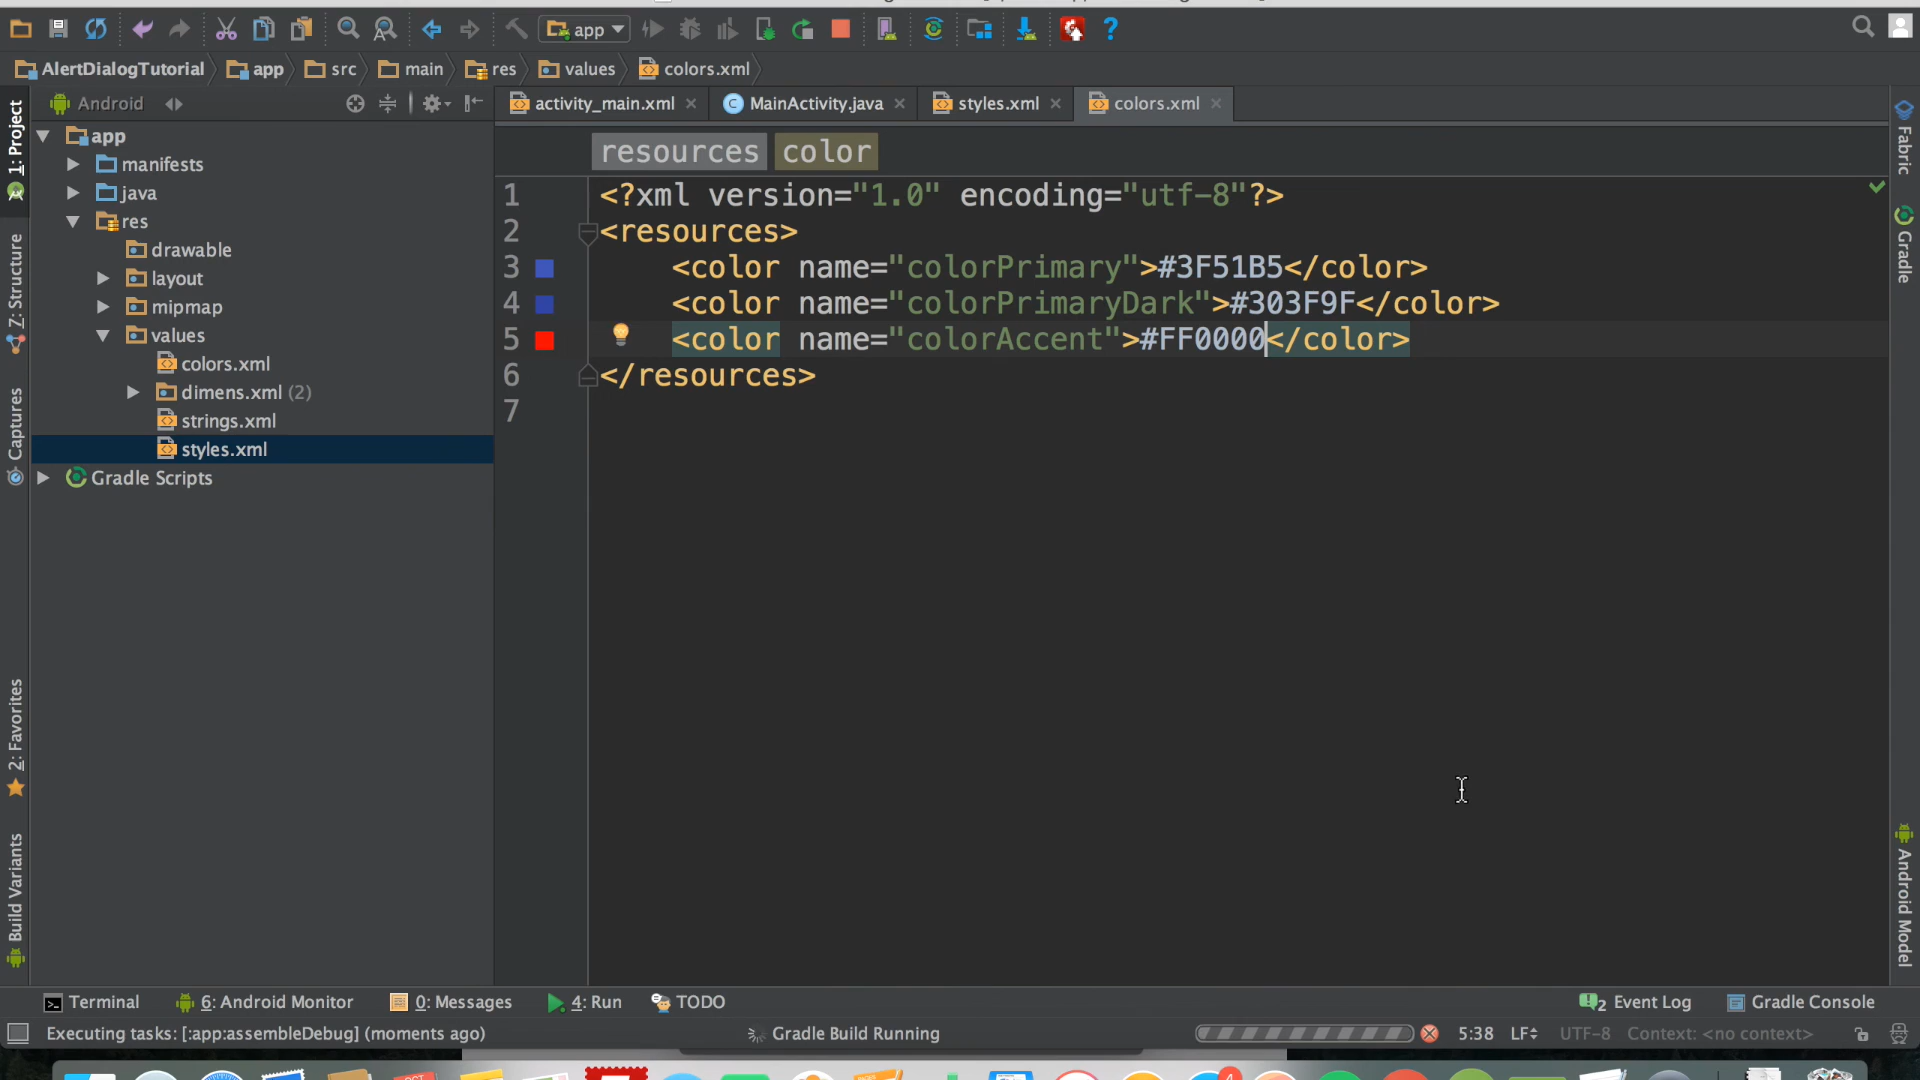 app
AlertDialogTutorial app src main res values colors.xml
Android
activity_main.xml MainActivity.java styles.xml colors.xml
resources color
1: Project
Z: Structure
Captures
2: Favorites
Build Variants
app
manifests
java
res
drawable
layout
mipmap
values
colors.xml
dimens.xml (2)
strings.xml
styles.xml
Gradle Scripts
1 <?xml version="1.0" encoding="utf-8"?>
2 <resources>
3 <color name="colorPrimary">#3F51B5</color>
4 <color name="colorPrimaryDark">#303F9F</color>
5 <color name="colorAccent">#FF0000</color>
6 </resources>
7
Fabric
Gradle
Android Model
Terminal 6: Android Monitor 0: Messages 4: Run TODO 2 Event Log Gradle Console
Executing tasks: [:app:assembleDebug] (moments ago) Gradle Build Running 5:38 LF UTF-8 Context: <no context>
4